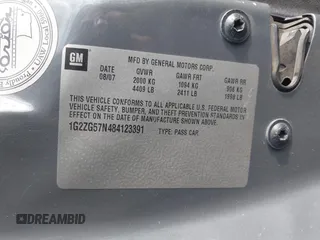 GM
MFD BY GENERAL MOTORS CORP.
DATE GVWR GAWR FRT GAWR RR
08/07 2000 KG 1094 KG 906 KG
4409 LB 2411 LB 1998 LB
THIS VEHICLE CONFORMS TO ALL APPLICABLE U.S. FEDERAL MOTOR
VEHICLE SAFETY, BUMPER, AND THEFT PREVENTION STANDARDS
IN EFFECT ON THE DATE OF MANUFACTURE SHOWN ABOVE.
1G2ZG57N484123391 TYPE: PASS CAR
DREAMBID